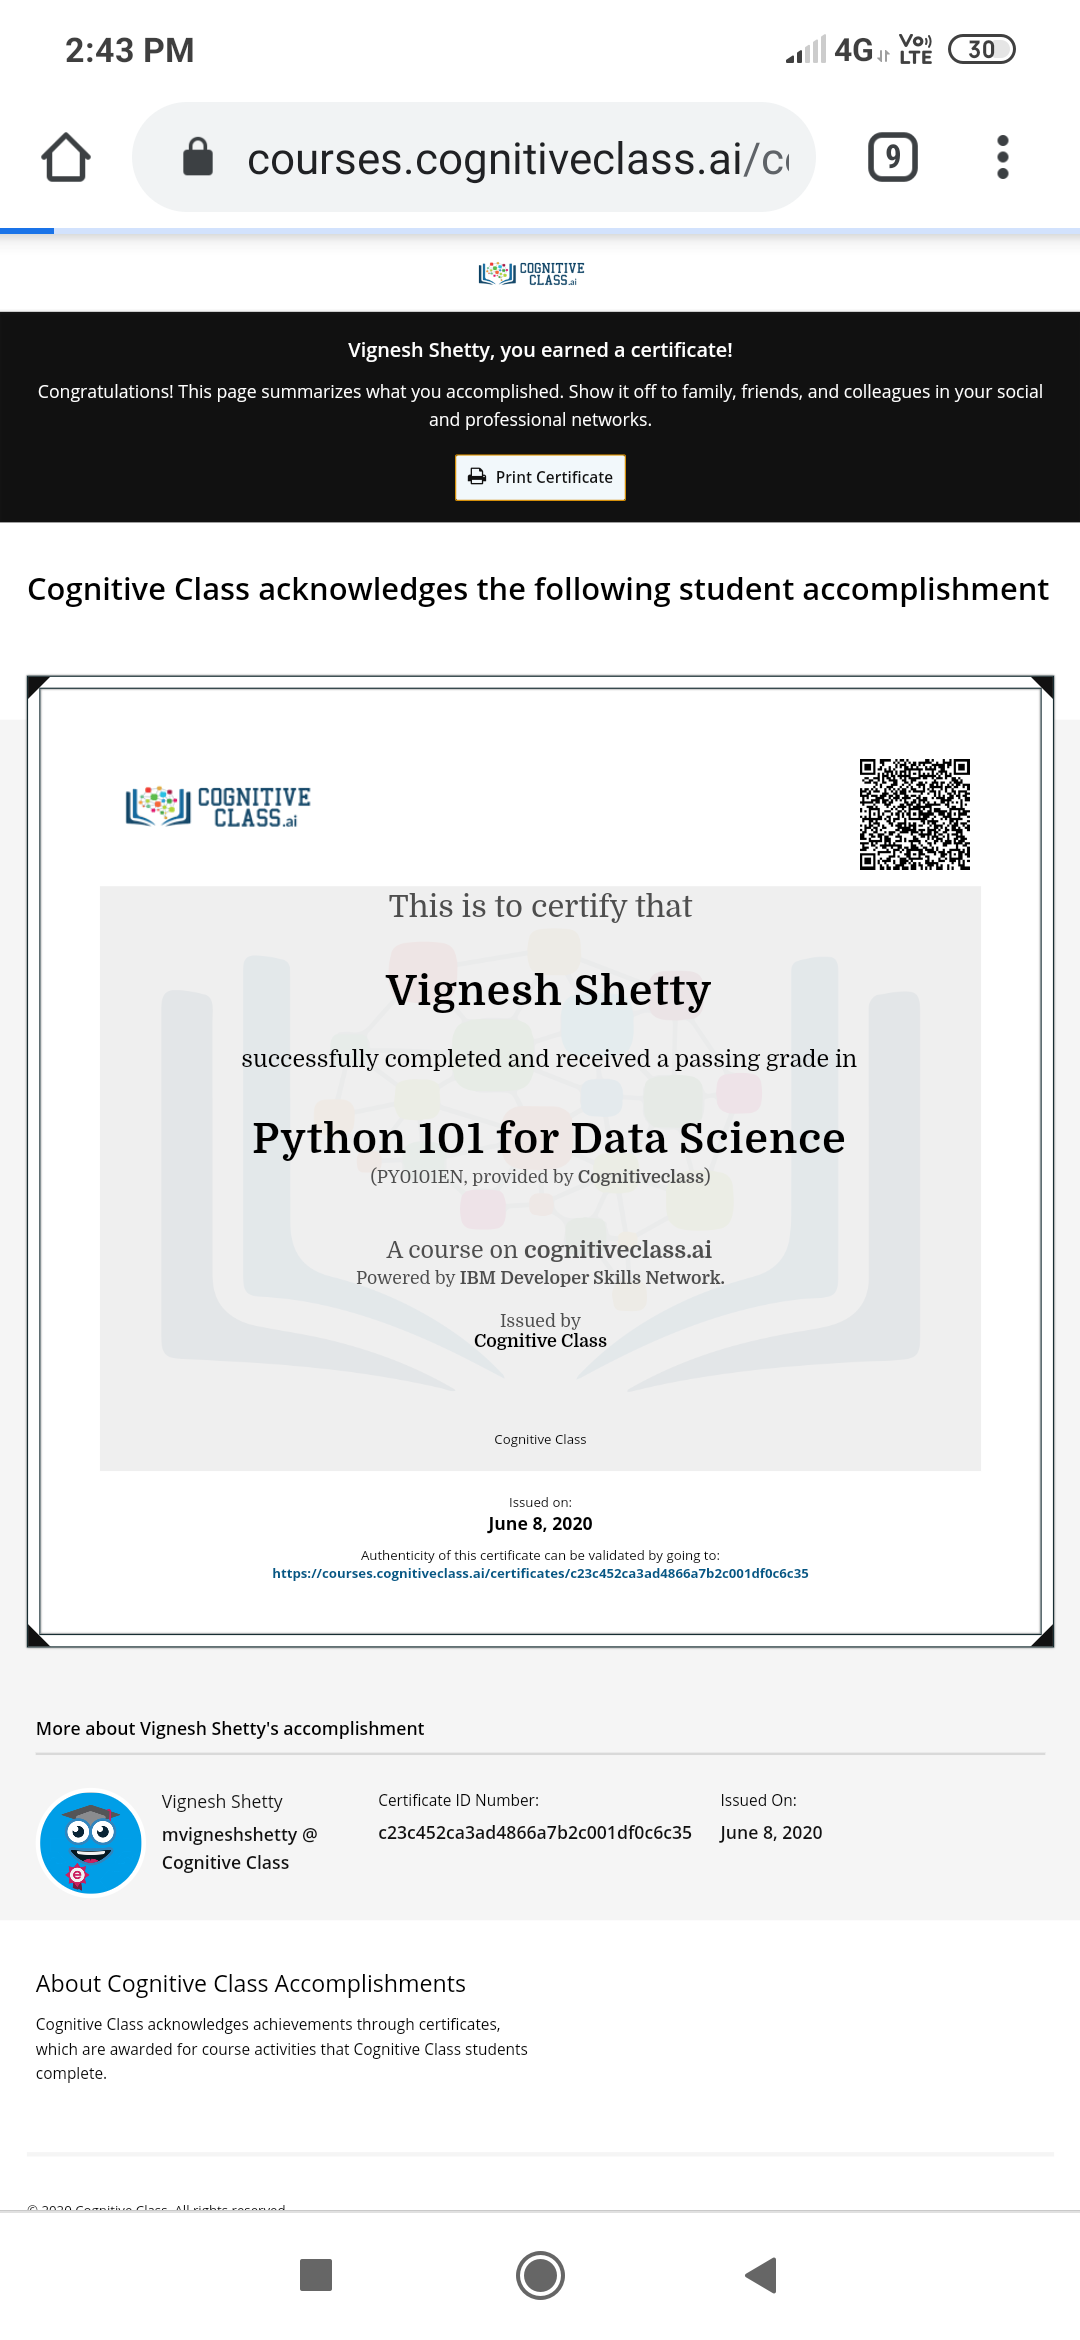 2:43 PM
4G Vo LTE 30
courses.cognitiveclass.ai/c
9
COGNITIVE
CLASS.ai
Vignesh Shetty, you earned a certificate!
Congratulations! This page summarizes what you accomplished. Show it off to family, friends, and colleagues in your social
and professional networks.
Print Certificate
Cognitive Class acknowledges the following student accomplishment
COGNITIVE
CLASS.ai
This is to certify that
Vignesh Shetty
successfully completed and received a passing grade in
Python 101 for Data Science
(PY0101EN, provided by Cognitiveclass)
A course on cognitiveclass.ai
Powered by IBM Developer Skills Network.
Issued by
Cognitive Class
Cognitive Class
Issued on:
June 8, 2020
Authenticity of this certificate can be validated by going to:
https://courses.cognitiveclass.ai/certificates/c23c452ca3ad4866a7b2c001df0c6c35
More about Vignesh Shetty's accomplishment
Vignesh Shetty
mvigneshshetty @
Cognitive Class
Certificate ID Number:
c23c452ca3ad4866a7b2c001df0c6c35
Issued On:
June 8, 2020
e
About Cognitive Class Accomplishments
Cognitive Class acknowledges achievements through certificates,
which are awarded for course activities that Cognitive Class students
complete.
© 2020 Cognitive Class. All rights reserved